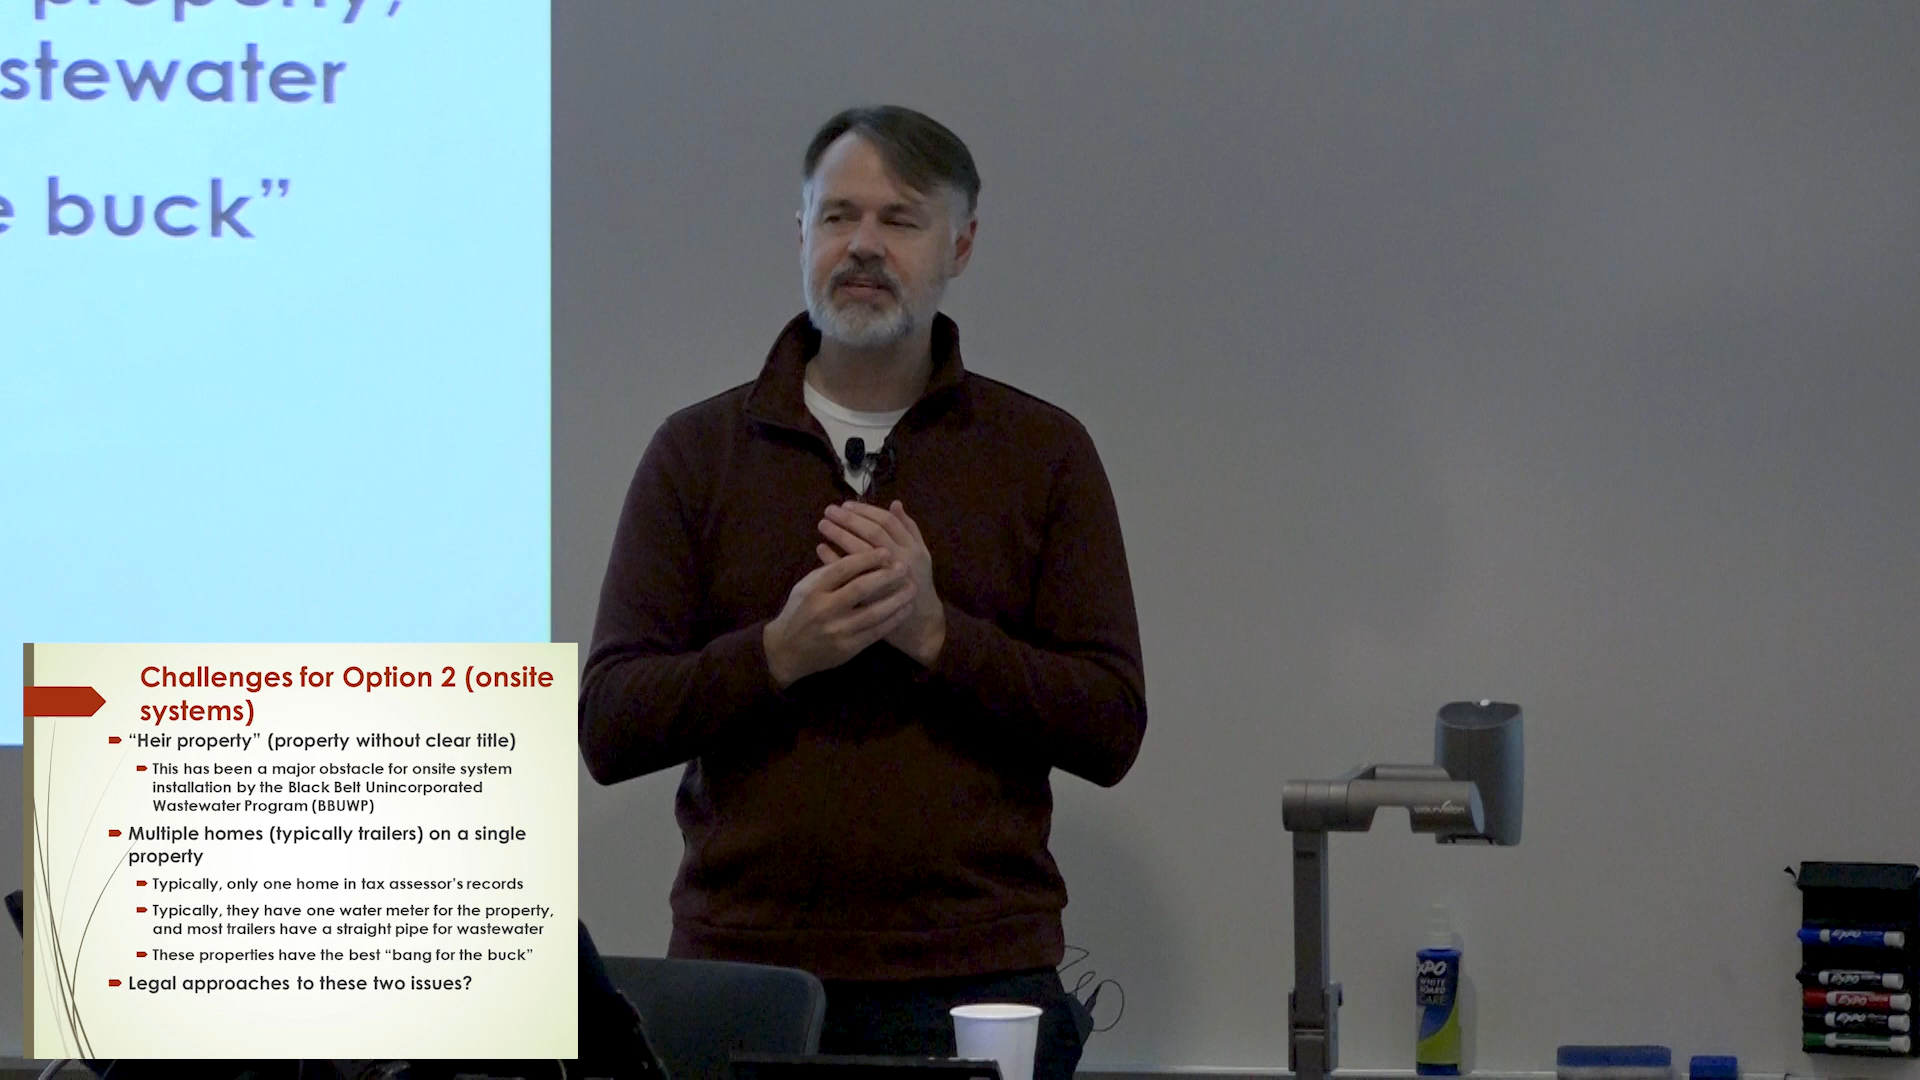 property,
stewater
buck”
Challenges for Option 2 (onsite
systems)
“Heir property” (property without clear title)
This has been a major obstacle for onsite system
installation by the Black Belt Unincorporated
Wastewater Program (BBUWP)
Multiple homes (typically trailers) on a single
property
Typically, only one home in tax assessor’s records
Typically, they have one water meter for the property,
and most trailers have a straight pipe for wastewater
These properties have the best “bang for the buck”
Legal approaches to these two issues?
EXPO
WHITE
BOARD
CARE
EXPO
EXPO
EXPO
EXPO
EXPO